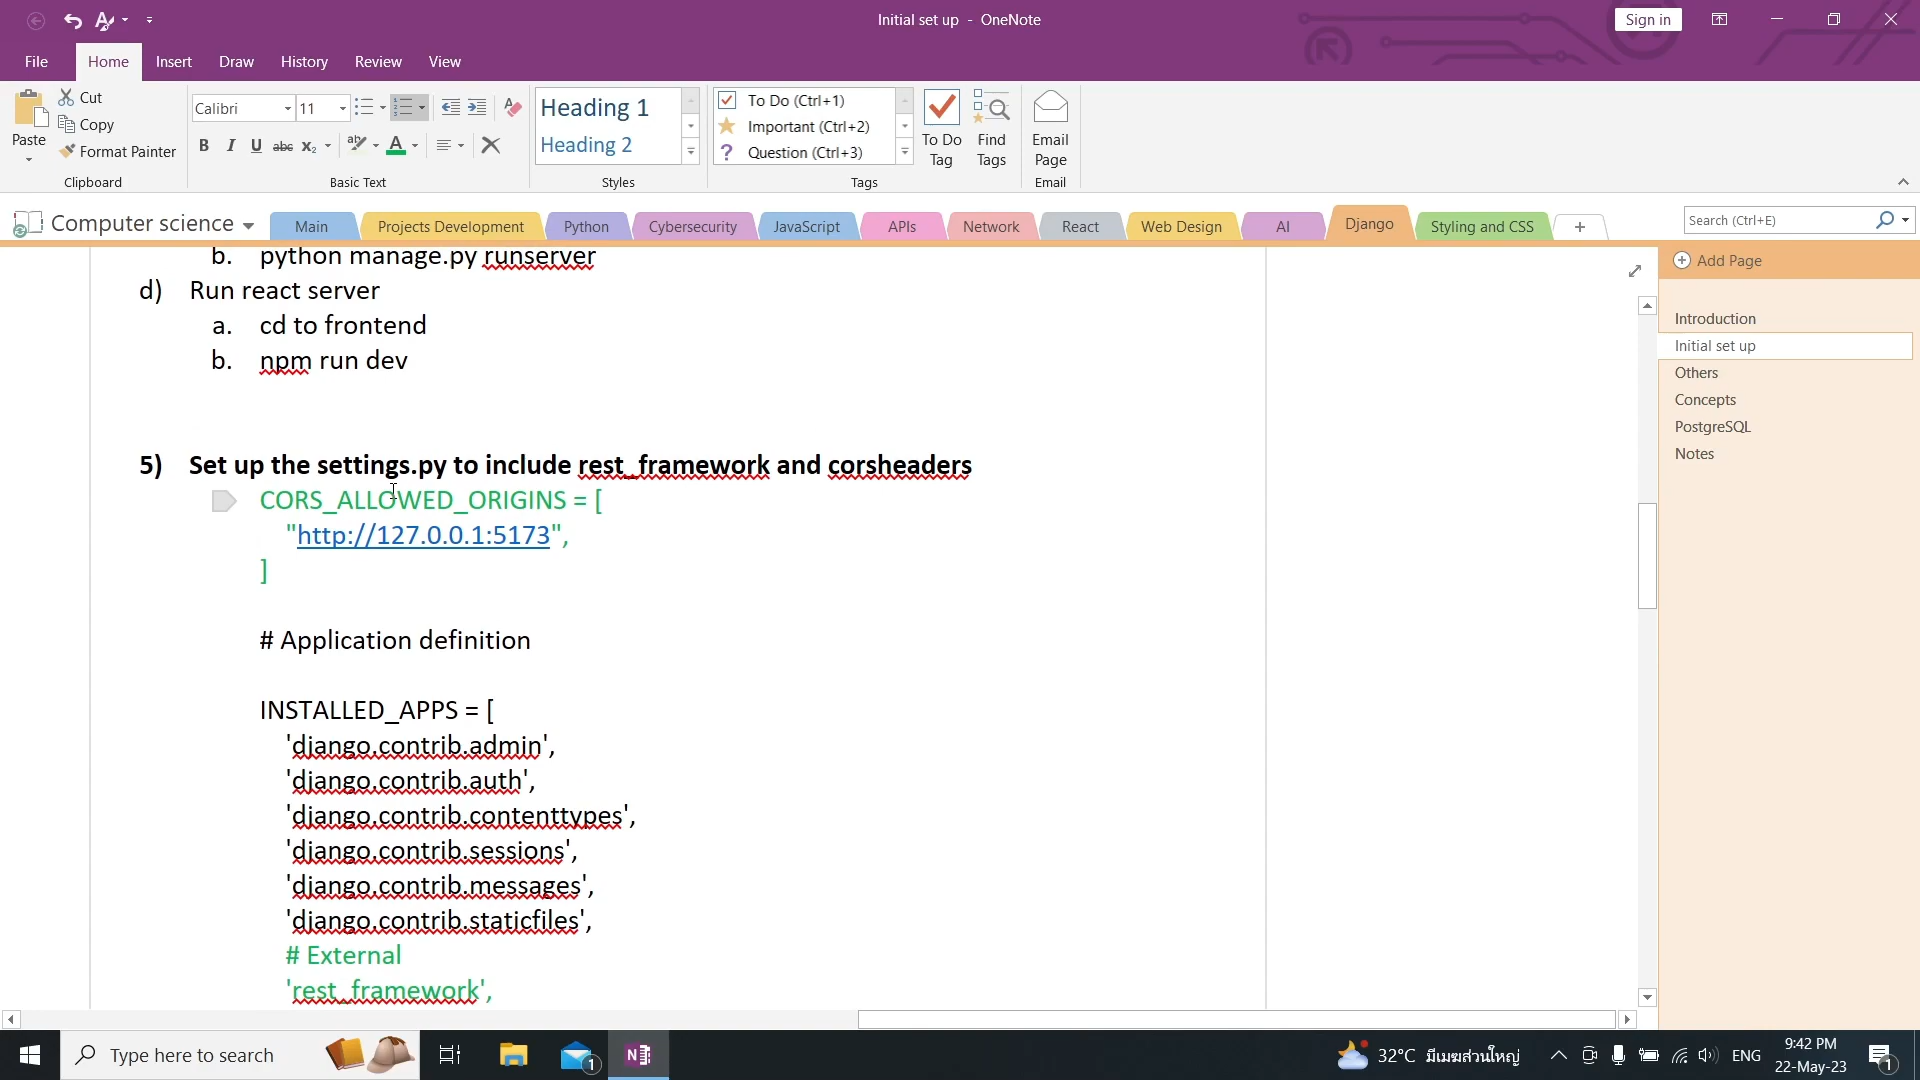 Initial set up - OneNote
Sign in
File
Home
Insert
Draw
History
Review
View
Paste
Cut
Copy
Format Painter
Clipboard
Calibri
11
B
I
U
abc
x₂
A
Basic Text
Heading 1
Heading 2
Styles
To Do (Ctrl+1)
Important (Ctrl+2)
Question (Ctrl+3)
To Do
Tag
Find
Tags
Tags
Email
Page
Email
Computer science
Main
Projects Development
Python
Cybersecurity
JavaScript
APIs
Network
React
Web Design
AI
Django
Styling and CSS
Search (Ctrl+E)
b. python manage.py runserver
d) Run react server
a. cd to frontend
b. npm run dev
5) Set up the settings.py to include rest_framework and corsheaders
CORS_ALLOWED_ORIGINS = [
"http://127.0.0.1:5173",
]
# Application definition
INSTALLED_APPS = [
'django.contrib.admin',
'django.contrib.auth',
'django.contrib.contenttypes',
'django.contrib.sessions',
'django.contrib.messages',
'django.contrib.staticfiles',
# External
'rest_framework',
Add Page
Introduction
Initial set up
Others
Concepts
PostgreSQL
Notes
Type here to search
1
N
32°C มีเมฆส่วนใหญ่
ENG
9:42 PM
22-May-23
1